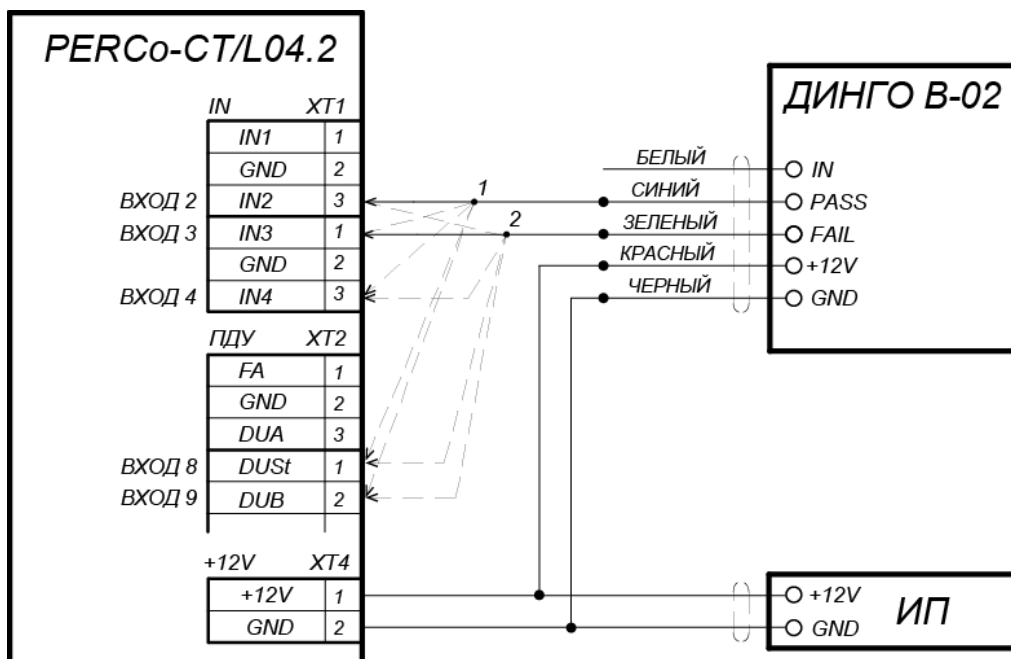 PERCo-CT/L04.2
IN XT1
IN1 1
GND 2
ВХОД 2 IN2 3
ВХОД 3 IN3 1
GND 2
ВХОД 4 IN4 3
ПДУ XT2
FA 1
GND 2
DUA 3
ВХОД 8 DUSt 1
ВХОД 9 DUB 2
+12V XT4
+12V 1
GND 2
1
2
БЕЛЫЙ
СИНИЙ
ЗЕЛЕНЫЙ
КРАСНЫЙ
ЧЕРНЫЙ
ДИНГО В-02
IN
PASS
FAIL
+12V
GND
+12V
GND
ИП